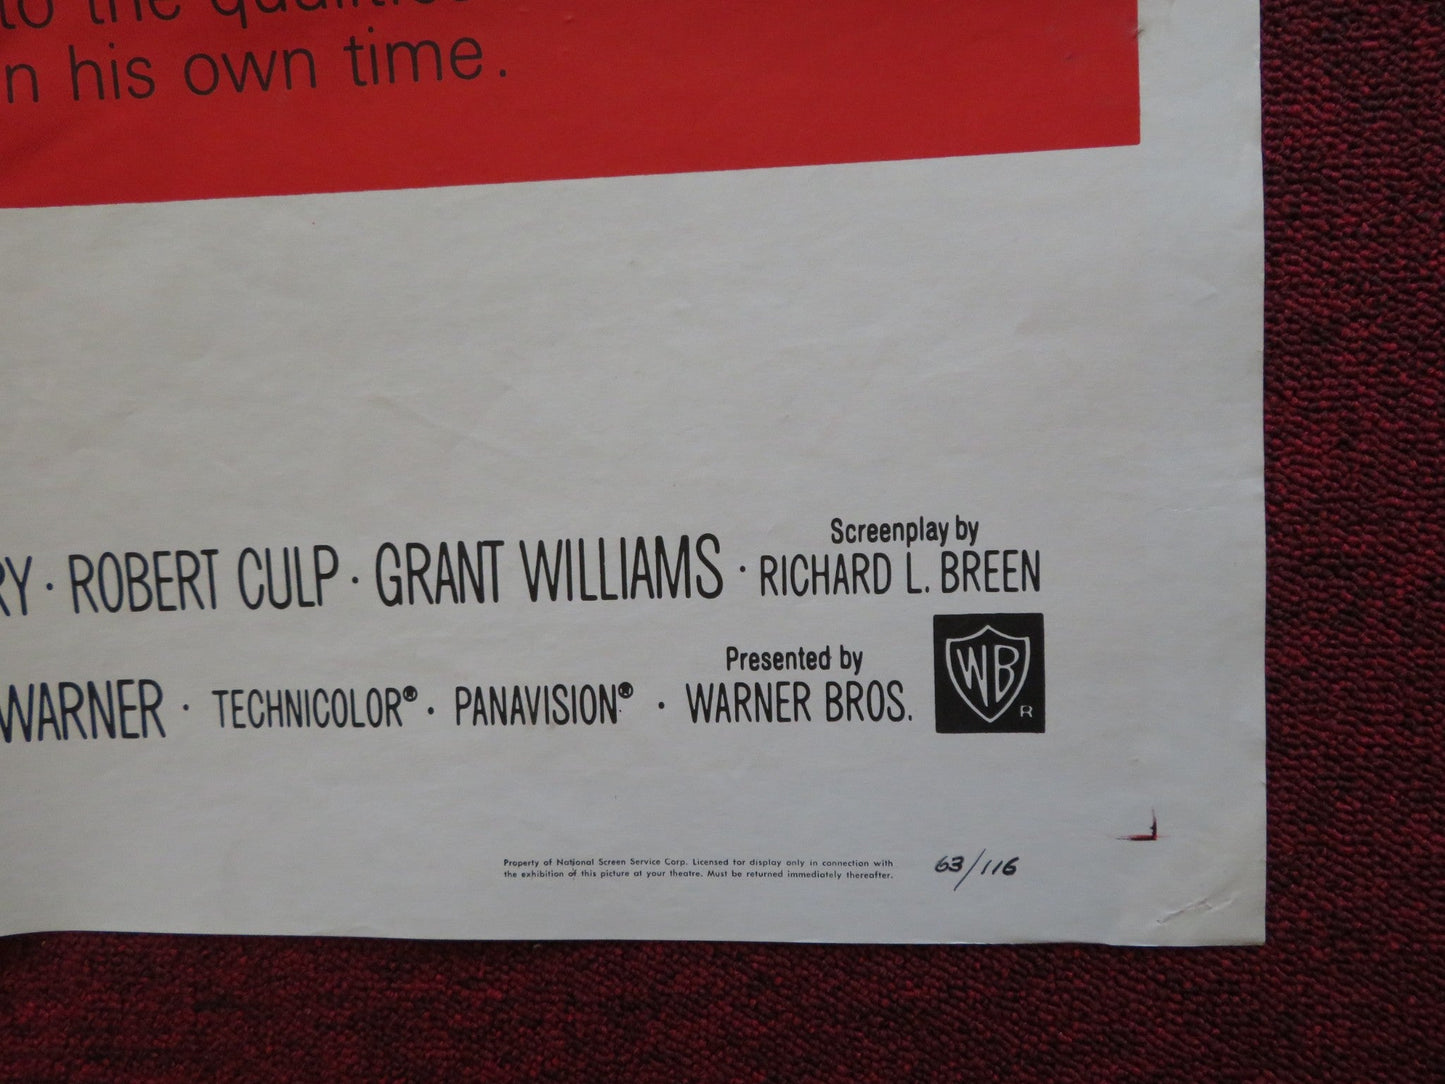 to the qualities
n his own time.
Screenplay by
RY · ROBERT CULP · GRANT WILLIAMS · RICHARD L. BREEN
Presented by
WARNER · TECHNICOLOR® · PANAVISION® · WARNER BROS.
WB
R
Property of National Screen Service Corp. Licensed for display only in connection with
the exhibition of this picture at your theatre. Must be returned immediately thereafter.
63/116